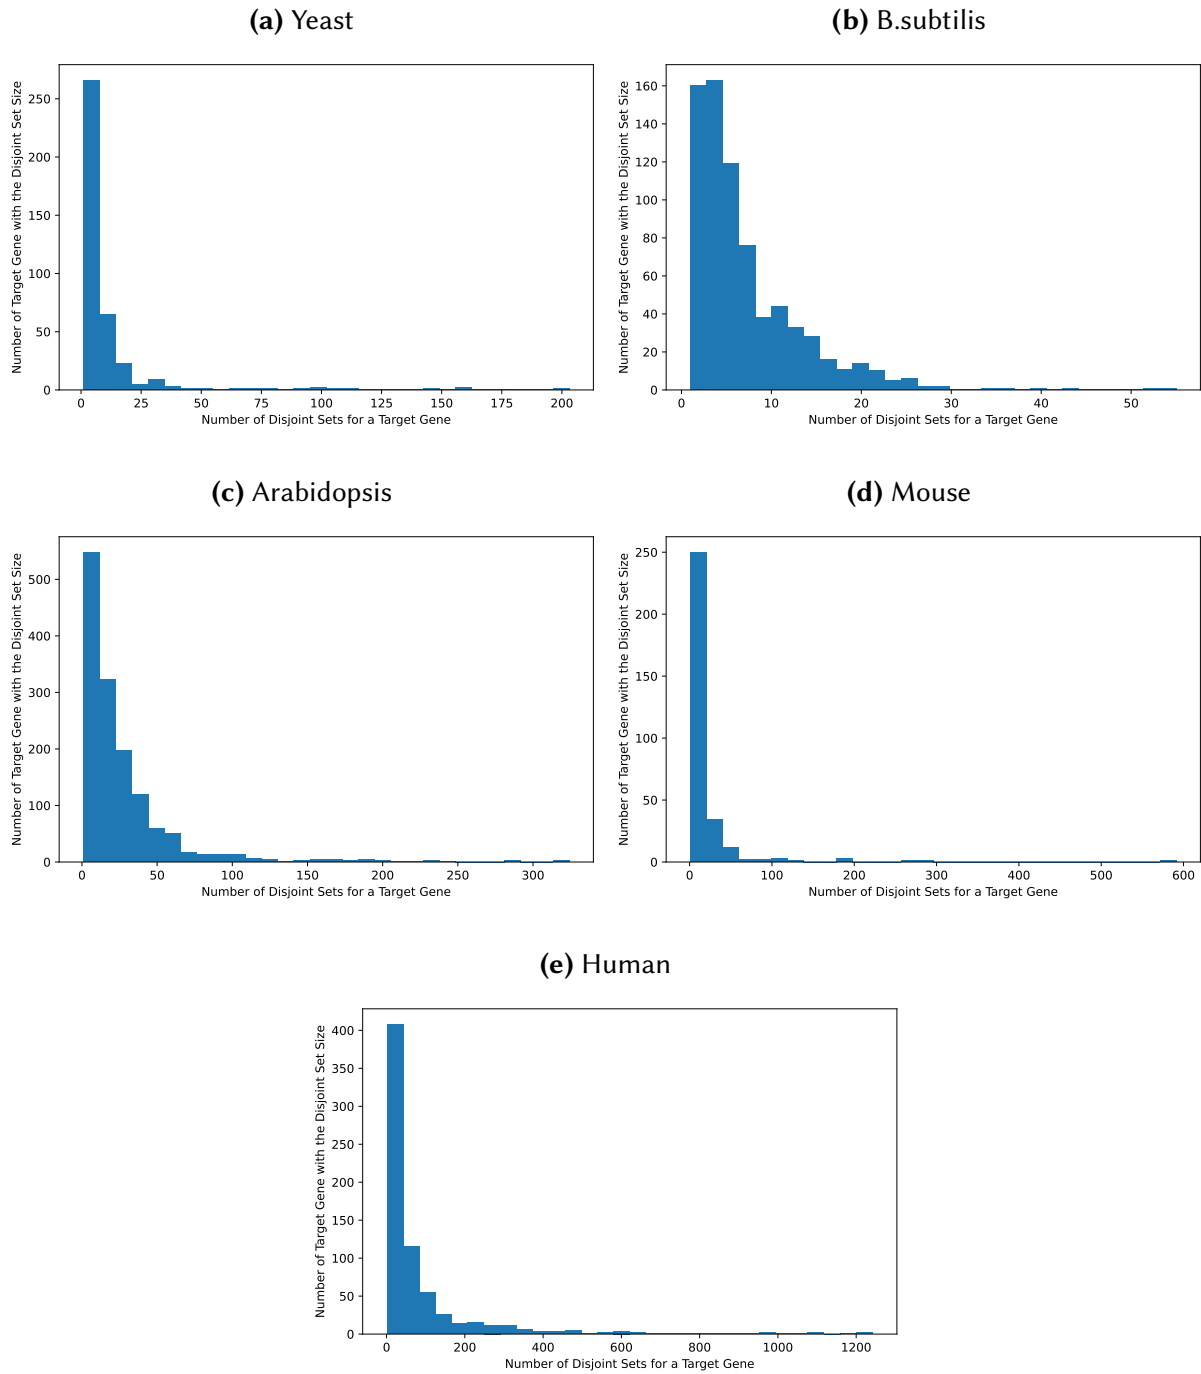 (a) Yeast
Number of Target Gene with the Disjoint Set Size
250
200
150
100
50
0
0 25 50 75 100 125 150 175 200
Number of Disjoint Sets for a Target Gene
(b) B.subtilis
Number of Target Gene with the Disjoint Set Size
160
140
120
100
80
60
40
20
0
0 10 20 30 40 50
Number of Disjoint Sets for a Target Gene
(c) Arabidopsis
Number of Target Gene with the Disjoint Set Size
500
400
300
200
100
0
0 50 100 150 200 250 300
Number of Disjoint Sets for a Target Gene
(d) Mouse
Number of Target Gene with the Disjoint Set Size
250
200
150
100
50
0
0 100 200 300 400 500 600
Number of Disjoint Sets for a Target Gene
(e) Human
Number of Target Gene with the Disjoint Set Size
400
350
300
250
200
150
100
50
0
0 200 400 600 800 1000 1200
Number of Disjoint Sets for a Target Gene